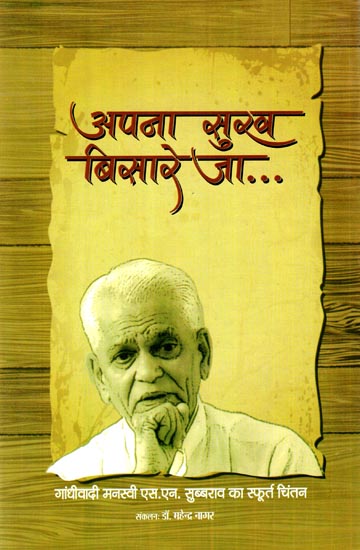 अपना सुख
बिसारे जा...
गांधीवादी मनस्वी एस.एन. सुब्बराव का स्फूर्त चिंतन
संकलन: डॉ. महेन्द्र नागर